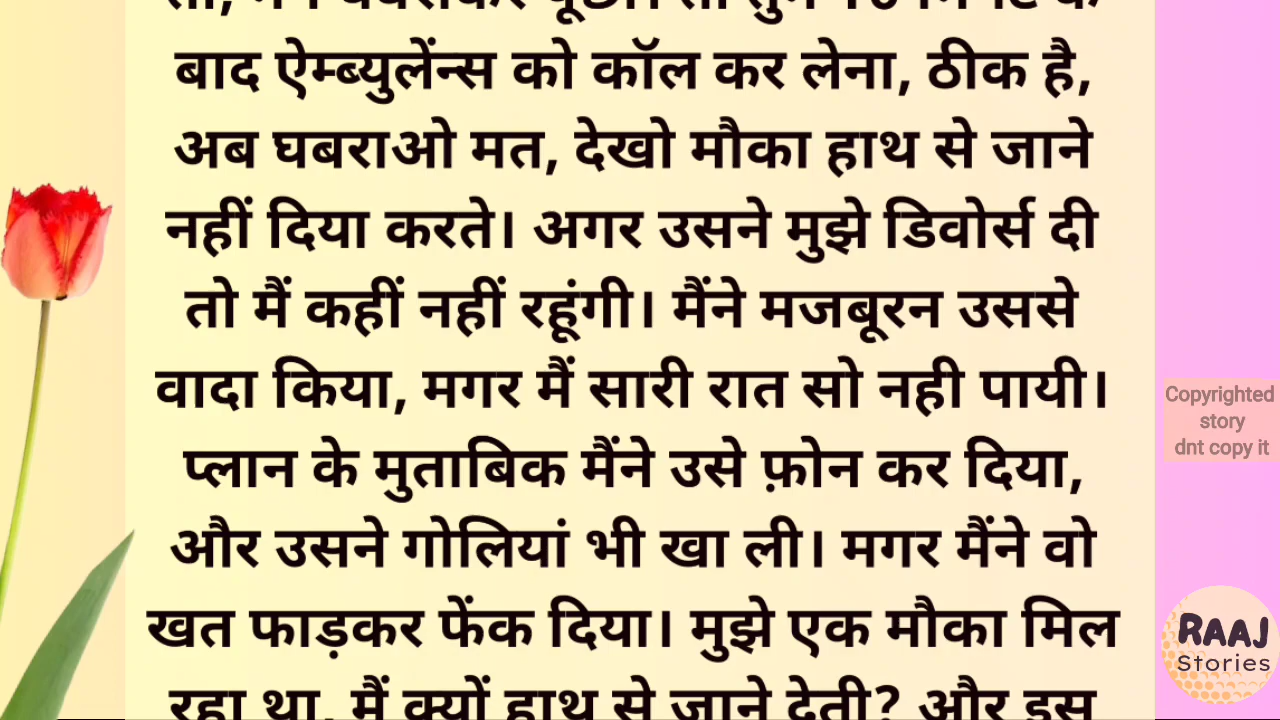 बाद ऐम्ब्युलेंन्स को कॉल कर लेना, ठीक है,
अब घबराओ मत, देखो मौका हाथ से जाने
नहीं दिया करते। अगर उसने मुझे डिवोर्स दी
तो मैं कहीं नहीं रहूंगी। मैंने मजबूरन उससे
वादा किया, मगर मैं सारी रात सो नही पायी।
प्लान के मुताबिक मैंने उसे फ़ोन कर दिया,
और उसने गोलियां भी खा ली। मगर मैंने वो
खत फाड़कर फेंक दिया। मुझे एक मौका मिल
रहा था, मैं क्यों हाथ से जाने देती? और इस
Copyrighted
story
dnt copy it
RAAJ
Stories